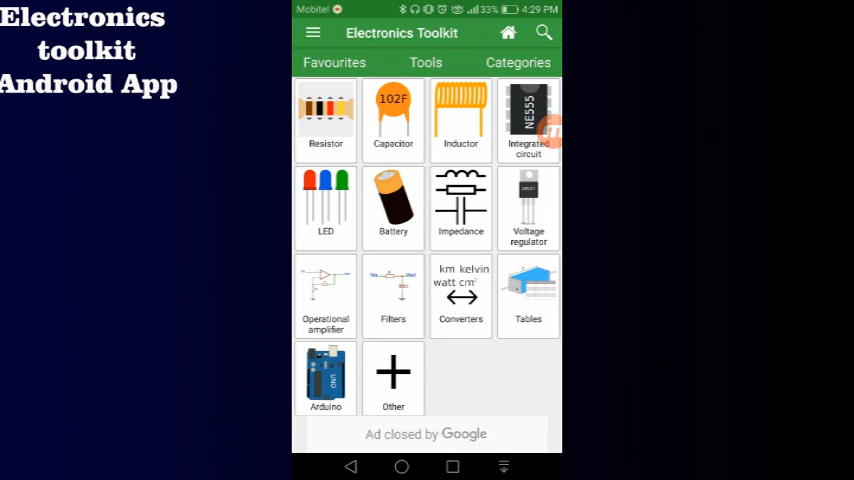 Electronics
toolkit
Android App
Mobitel 33% 4:29 PM
Electronics Toolkit
Favourites Tools Categories
102F NE555
Resistor Capacitor Inductor Integrated circuit
LED Battery Impedance Voltage regulator
km kelvin
watt cm²
Operational amplifier Filters Converters Tables
UNO
Arduino Other
Ad closed by Google